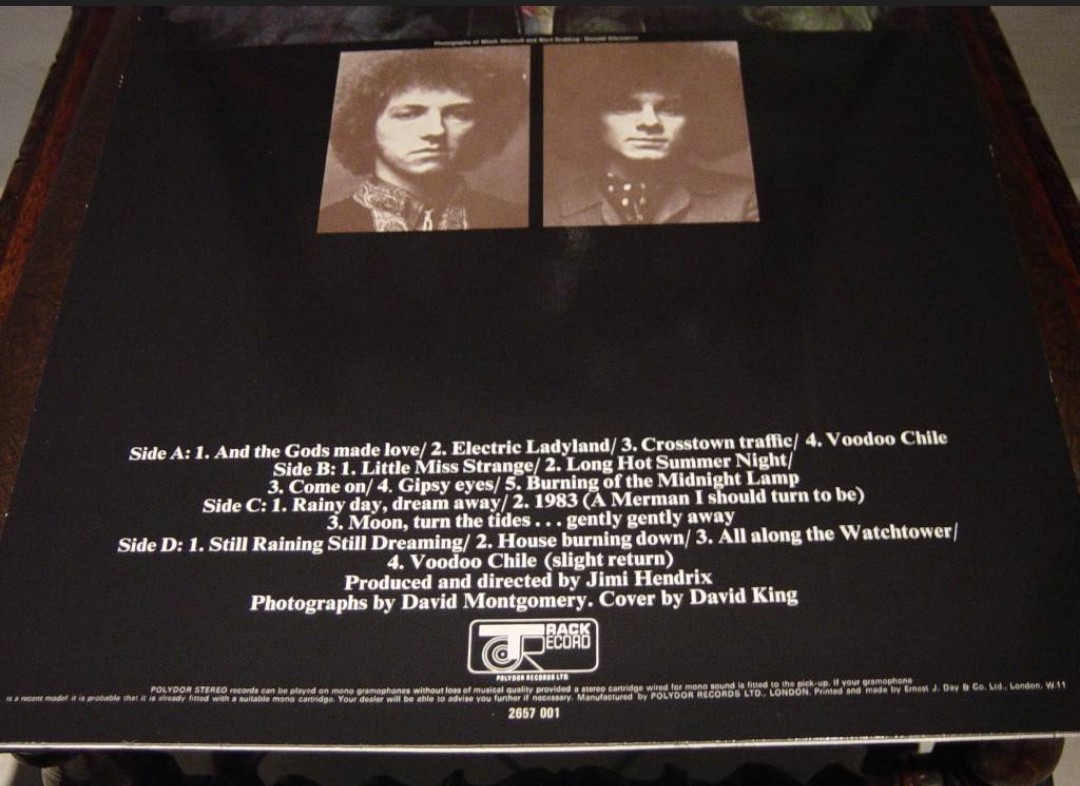 Photographs of Mitch Mitchell and Noel Redding: Donald Silverstein
Side A: 1. And the Gods made love/ 2. Electric Ladyland/ 3. Crosstown traffic/ 4. Voodoo Chile
Side B: 1. Little Miss Strange/ 2. Long Hot Summer Night/
3. Come on/ 4. Gipsy eyes/ 5. Burning of the Midnight Lamp
Side C: 1. Rainy day, dream away/ 2. 1983 (A Merman I should turn to be)
3. Moon, turn the tides . . . gently gently away
Side D: 1. Still Raining Still Dreaming/ 2. House burning down/ 3. All along the Watchtower/
4. Voodoo Chile (slight return)
Produced and directed by Jimi Hendrix
Photographs by David Montgomery. Cover by David King
TRACK
RECORD
POLYDOR RECORDS LTD.
POLYDOR STEREO records can be played on mono gramophones without loss of musical quality provided a stereo cartridge wired for mono sound is fitted to the pick-up. If your gramophone
is a recent model it is probable that it is already fitted with a suitable mono cartridge. Your dealer will be able to advise you further if necessary. Manufactured by POLYDOR RECORDS LTD., LONDON. Printed and made by Ernest J. Day & Co. Ltd., London, W.11
2657 001